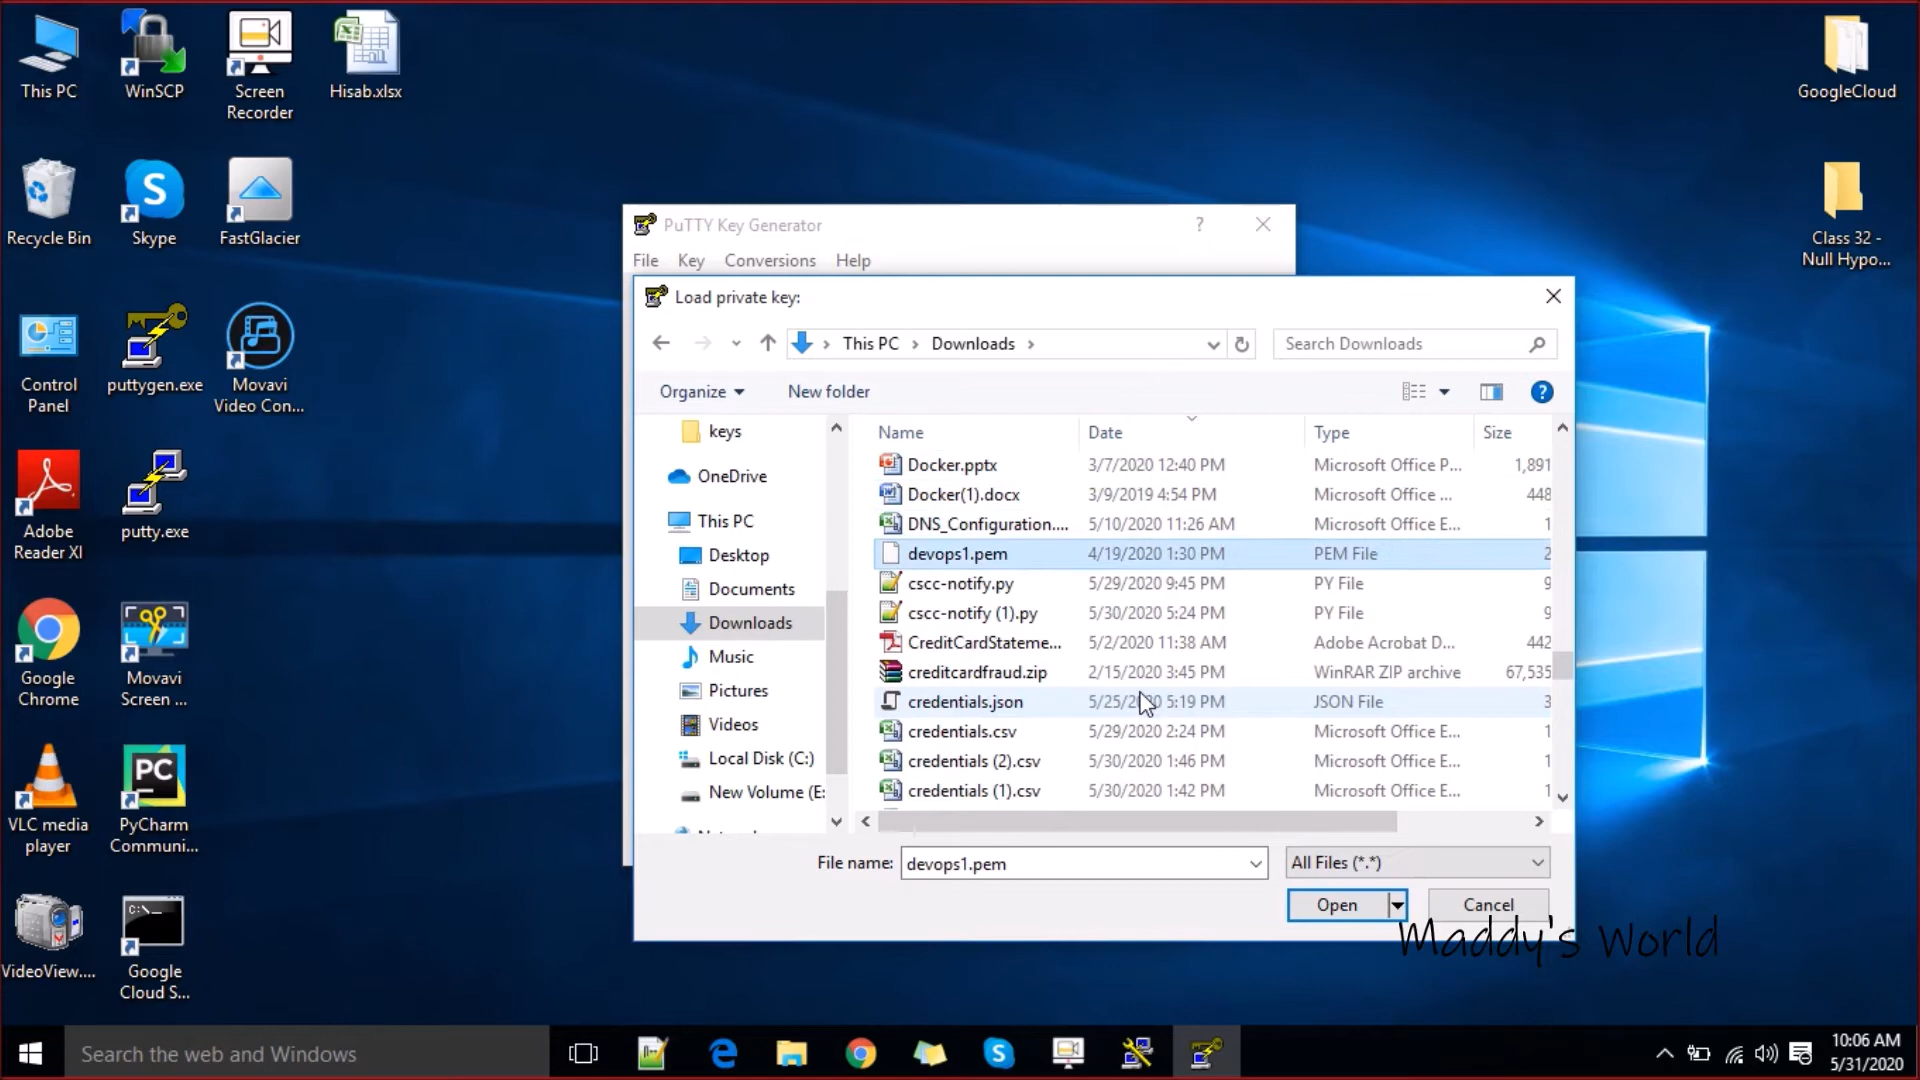 This PC
WinSCP
Screen
Recorder
Hisab.xlsx
GoogleCloud
Recycle Bin
Skype
FastGlacier
Class 32 -
Null Hypo...
Control
Panel
puttygen.exe
Movavi
Video Con...
Adobe
Reader XI
putty.exe
Google
Chrome
Movavi
Screen ...
VLC media
player
PyCharm
Communi...
VideoView....
Google
Cloud S...
PuTTY Key Generator
File Key Conversions Help
Load private key:
This PC > Downloads >
Search Downloads
Organize
New folder
keys
OneDrive
This PC
Desktop
Documents
Downloads
Music
Pictures
Videos
Local Disk (C:)
New Volume (E:
Name Date Type Size
Docker.pptx 3/7/2020 12:40 PM Microsoft Office P... 1,891
Docker(1).docx 3/9/2019 4:54 PM Microsoft Office ... 448
DNS_Configuration.... 5/10/2020 11:26 AM Microsoft Office E... 1
devops1.pem 4/19/2020 1:30 PM PEM File 2
cscc-notify.py 5/29/2020 9:45 PM PY File 9
cscc-notify (1).py 5/30/2020 5:24 PM PY File 9
CreditCardStateme... 5/2/2020 11:38 AM Adobe Acrobat D... 442
creditcardfraud.zip 2/15/2020 3:45 PM WinRAR ZIP archive 67,535
credentials.json 5/25/2020 5:19 PM JSON File 3
credentials.csv 5/29/2020 2:24 PM Microsoft Office E... 1
credentials (2).csv 5/30/2020 1:46 PM Microsoft Office E... 1
credentials (1).csv 5/30/2020 1:42 PM Microsoft Office E... 1
File name: devops1.pem
All Files (*.*)
Open
Cancel
Maddy's World
Search the web and Windows
10:06 AM
5/31/2020